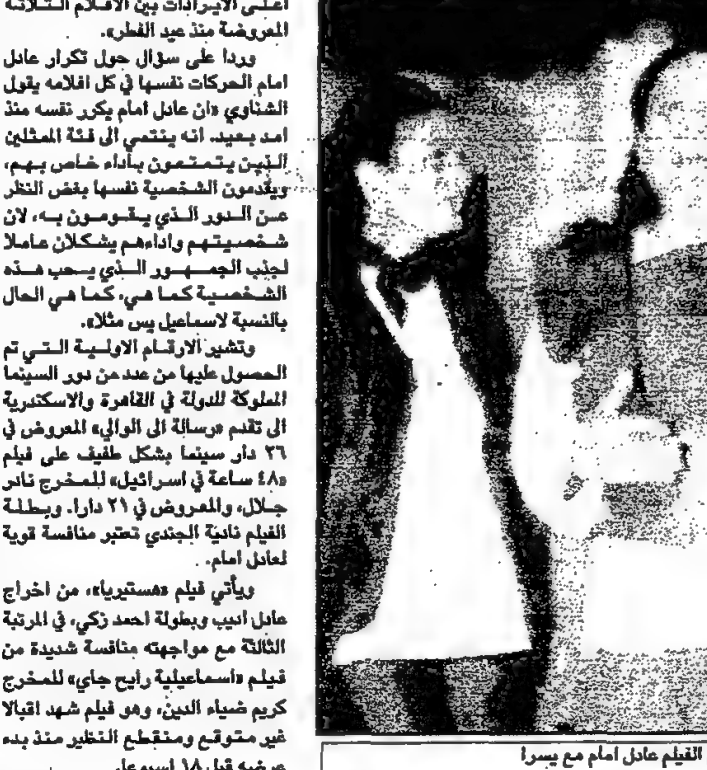 اعلى الايرادات بين الافلام الثلاثة
المعروضة منذ عيد الفطر».
وردا على سؤال حول تكرار عادل
امام الحركات نفسها في كل افلامه يقول
الشناوي «ان عادل امام يكرر نفسه منذ
امد بعيد، انه ينتمي الى فئة الممثلين
الذين يتمتعون بأداء خاص بهم،
ويقدمون الشخصية نفسها بغض النظر
عن الدور الذي يقومون به، لان
شخصيتهم واداءهم يشكلان عاملا
لجذب الجمهور الذي يحب هذه
الشخصية كما هي، كما هي الحال
بالنسبة لاسماعيل يس مثلا».
وتشير الارقام الاولية التي تم
الحصول عليها من عدد من دور السينما
المملوكة للدولة في القاهرة والاسكندرية
الى تقدم «رسالة الى الوالي» المعروض في
٢٦ دار سينما بشكل طفيف على فيلم
«٤٨ ساعة في اسرائيل» للمخرج نادر
جلال، والمعروض في ٢١ دارا. وبطلة
الفيلم نادية الجندي تعتبر منافسة قوية
لعادل امام.
ويأتي فيلم «هستيريا»، من اخراج
عادل اديب وبطولة احمد زكي، في المرتبة
الثالثة مع مواجهته منافسة شديدة من
فيلم «اسماعيلية رايح جاي» للمخرج
كريم ضياء الدين، وهو فيلم شهد اقبالا
غير متوقع ومنقطع النظير منذ بدء
عرضه قبل ١٨ اسبوعا.
الفيلم عادل امام مع يسرا